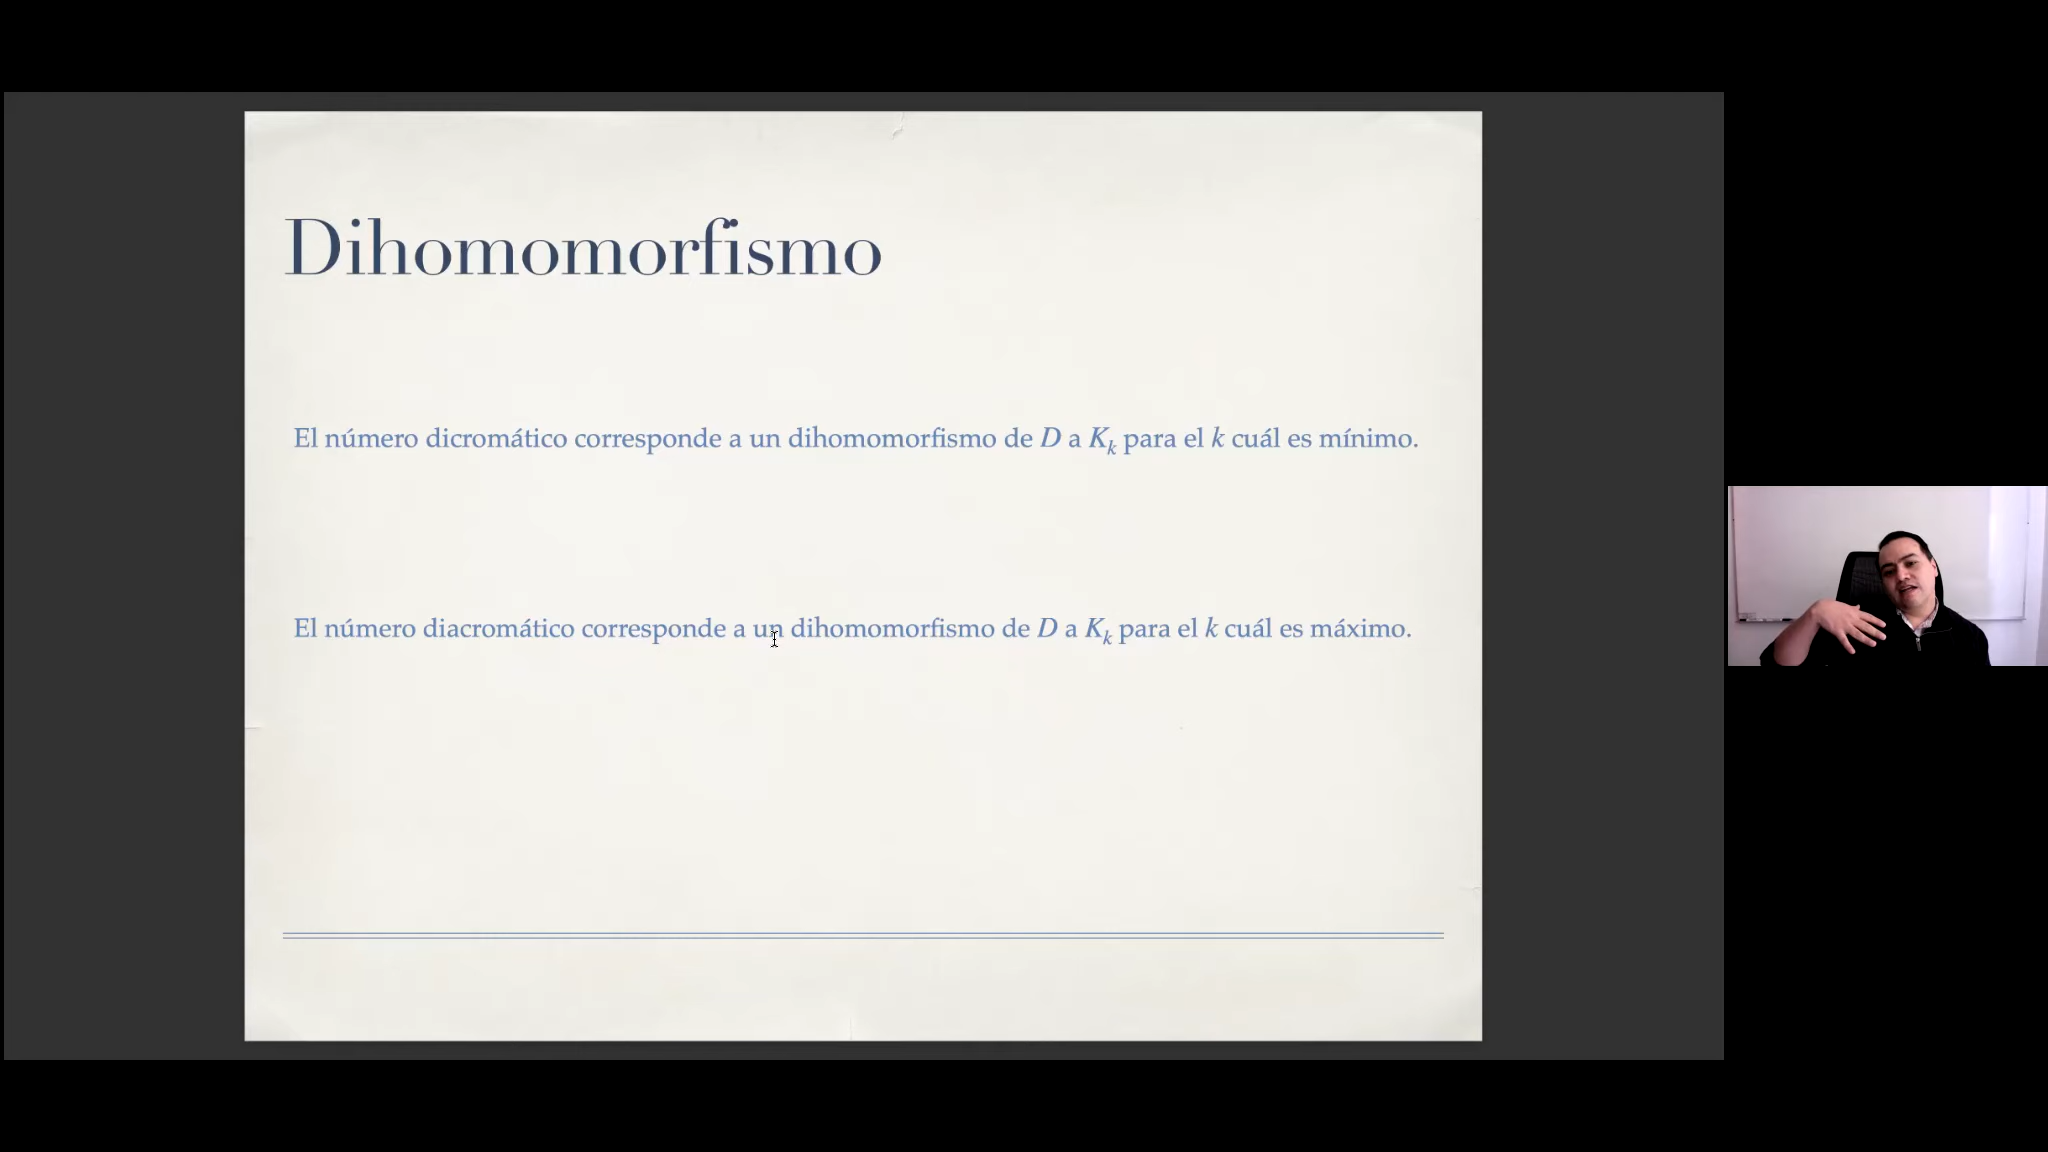 Dihomomorfismo
El número dicromático corresponde a un dihomomorfismo de D a K_k para el k cuál es mínimo.
El número diacromático corresponde a un dihomomorfismo de D a K_k para el k cuál es máximo.